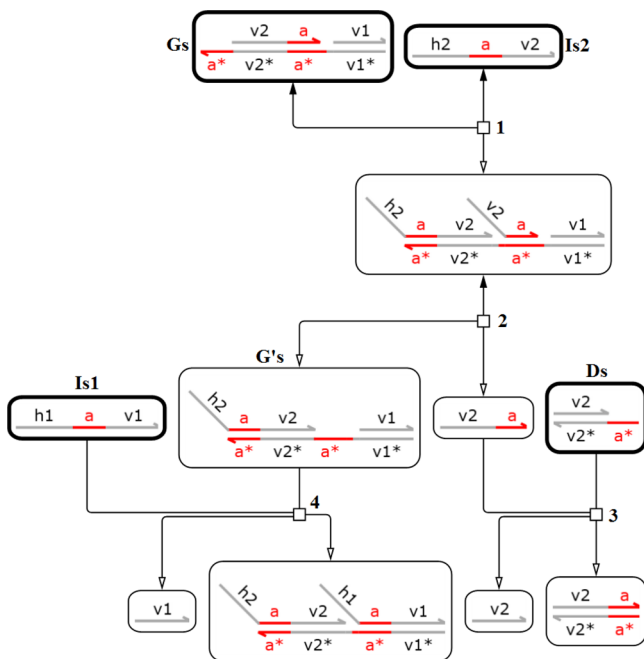 Gs
v2 a v1
a* v2* a* v1*
h2 a v2
Is2
1
h2 a v2 v2 a v1
a* v2* a* v1*
2
G's
h2 a v2 v1
a* v2* a* v1*
Is1
h1 a v1
v2 a
Ds
v2
v2* a*
4
3
v1
h2 a v2 h1 a v1
a* v2* a* v1*
v2
v2 a
v2* a*